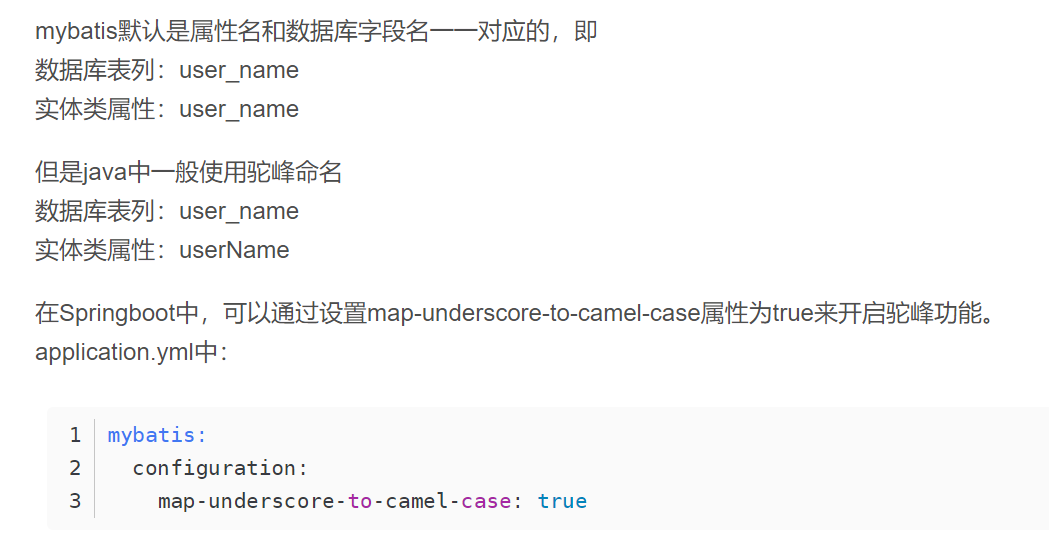 mybatis默认是属性名和数据库字段名一一对应的，即
数据库表列：user_name
实体类属性：user_name
但是java中一般使用驼峰命名
数据库表列：user_name
实体类属性：userName
在Springboot中，可以通过设置map-underscore-to-camel-case属性为true来开启驼峰功能。
application.yml中：
1 mybatis:
2   configuration:
3     map-underscore-to-camel-case: true